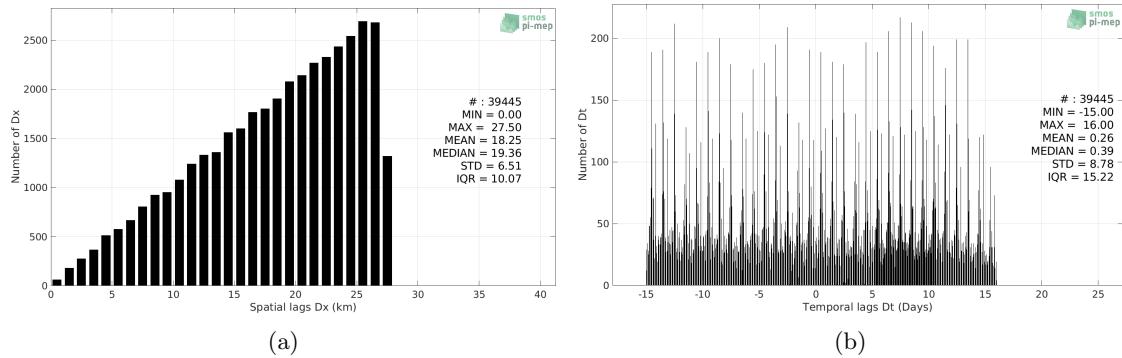 smos
pi-mep
Number of Dx
2500
2000
1500
1000
500
0
# : 39445
MIN = 0.00
MAX = 27.50
MEAN = 18.25
MEDIAN = 19.36
STD = 6.51
IQR = 10.07
0 5 10 15 20 25 30 35 40
Spatial lags Dx (km)
(a)
smos
pi-mep
Number of Dt
200
150
100
50
0
# : 39445
MIN = -15.00
MAX = 16.00
MEAN = 0.26
MEDIAN = 0.39
STD = 8.78
IQR = 15.22
-15 -10 -5 0 5 10 15 20 25
Temporal lags Dt (Days)
(b)